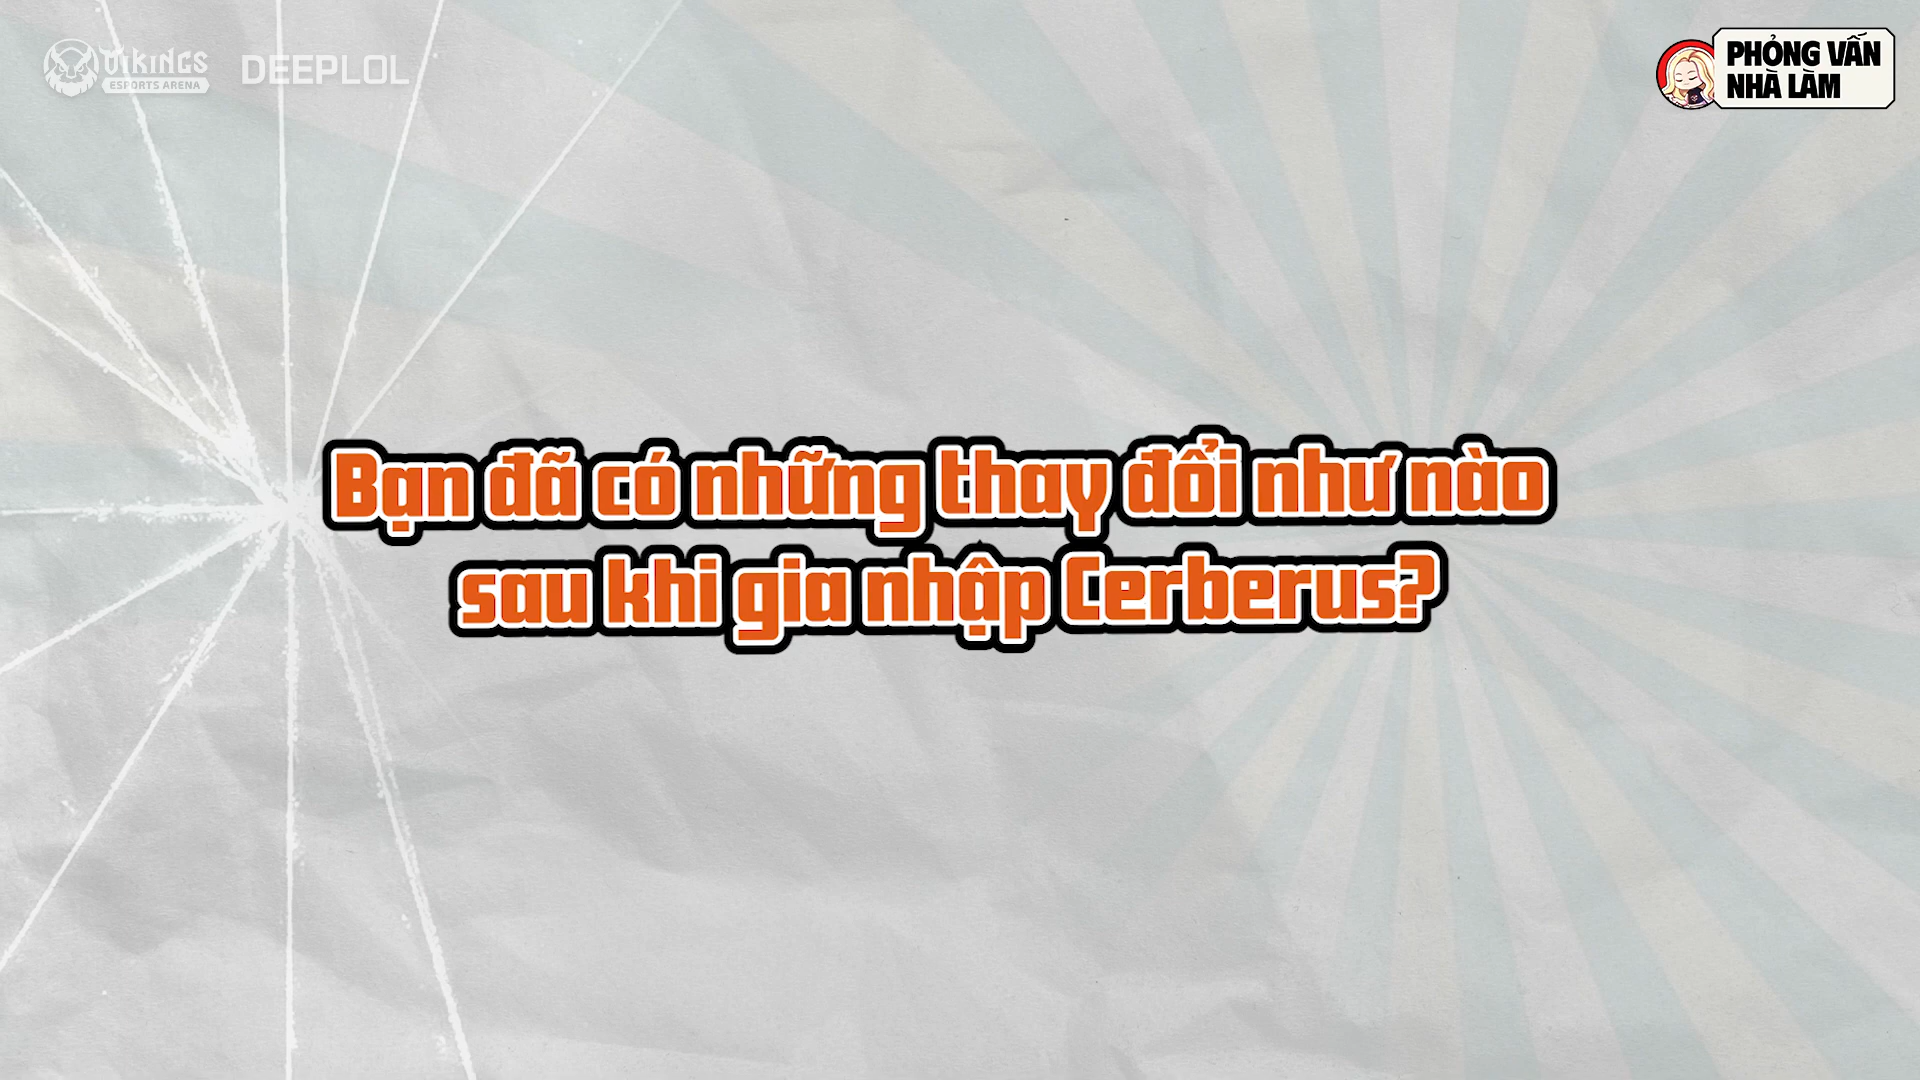 VIKINGS
ESPORTS ARENA
DEEPLOL
PHỎNG VẤN
NHÀ LÀM
Bạn đã có những thay đổi như nào
sau khi gia nhập Cerberus?